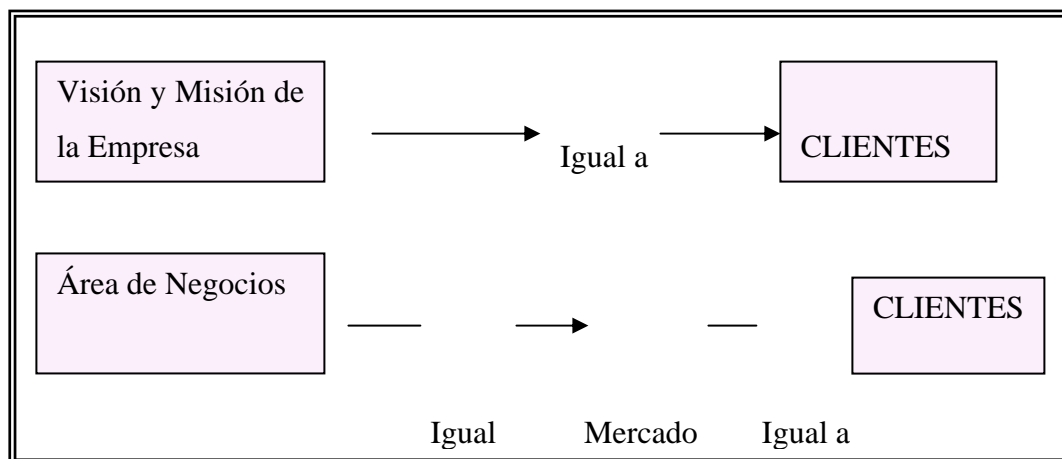 Visión y Misión de
la Empresa
Igual a
CLIENTES
Área de Negocios
CLIENTES
Igual
Mercado
Igual a